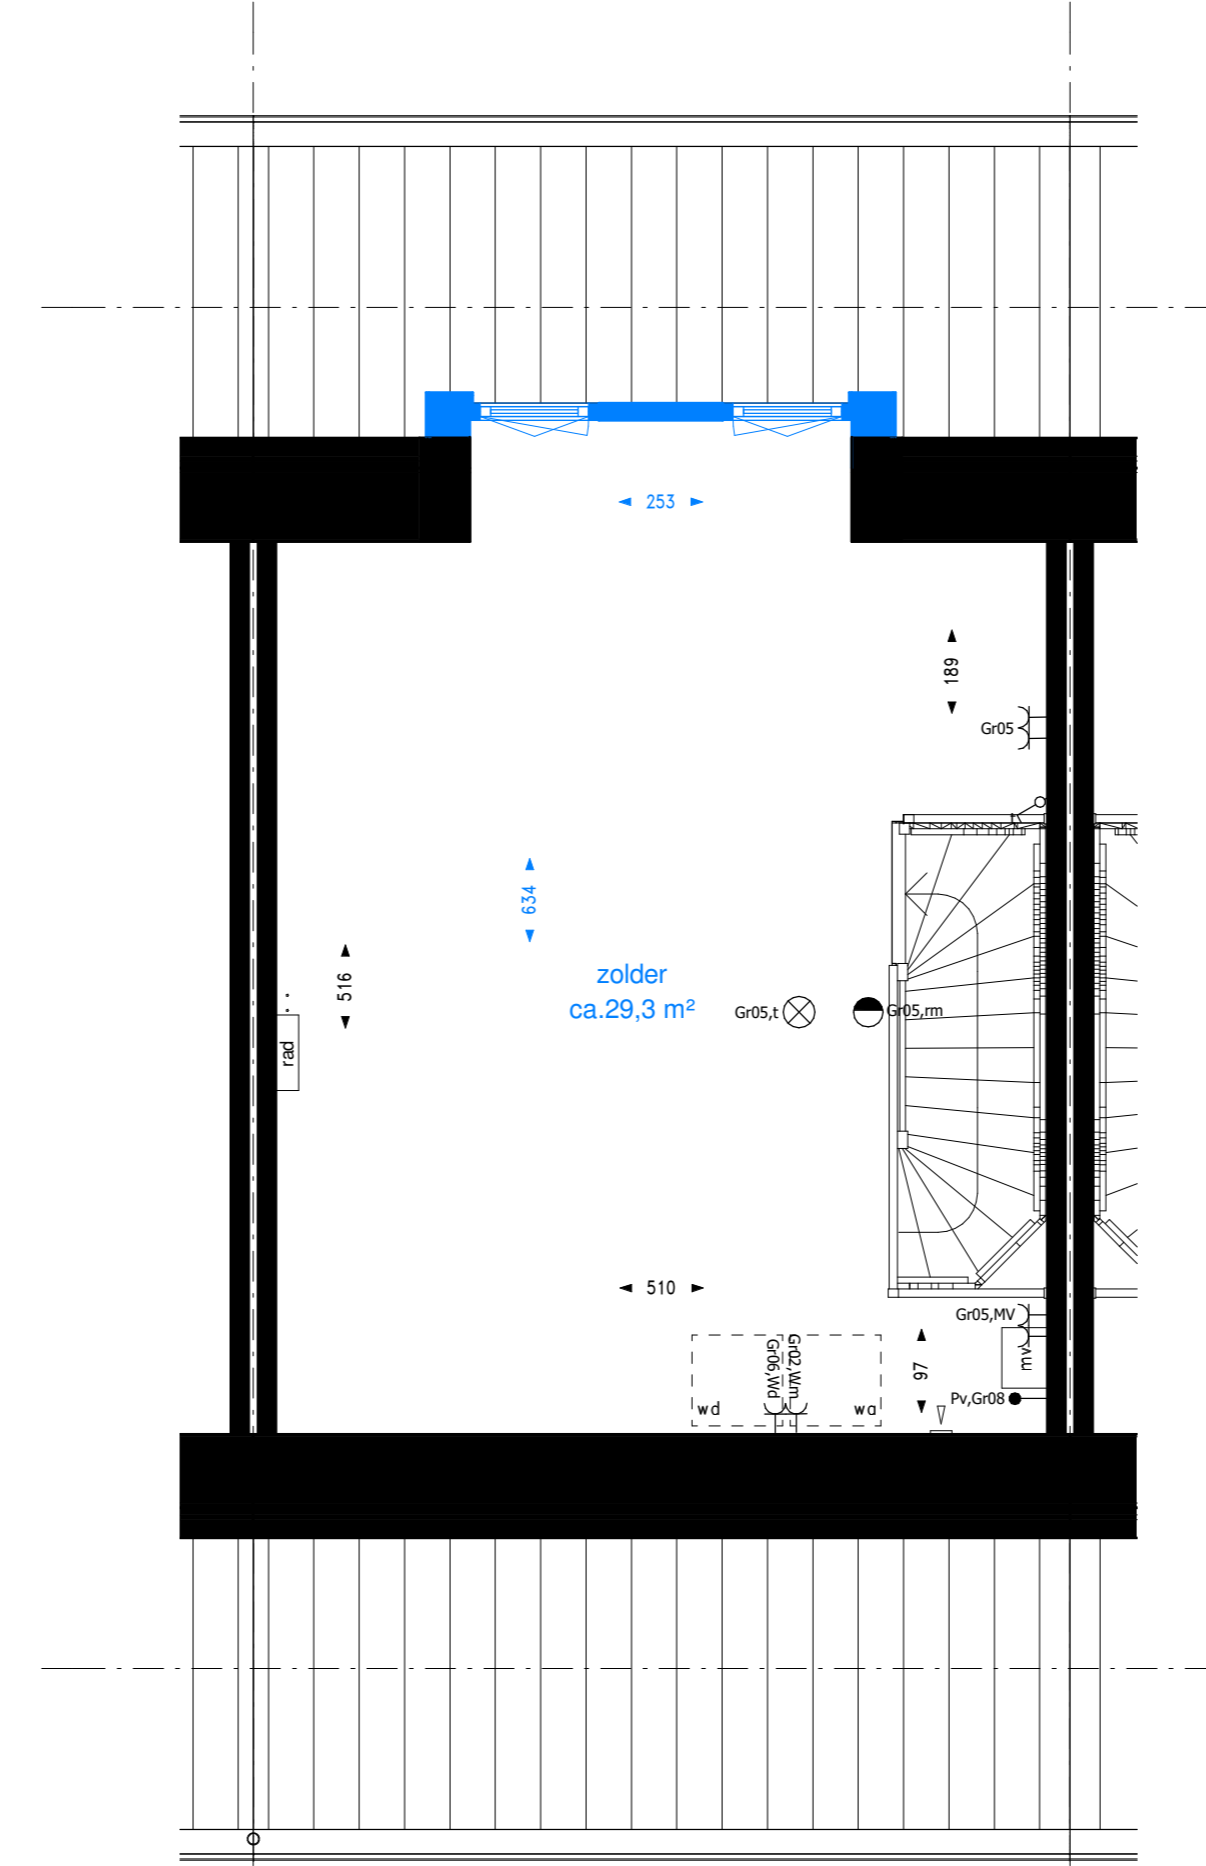 253
189
Gr05
634
zolder
ca.29,3 m²
516
Gr05,t
Gr05,rm
rad
510
Gr05,MV
mv
97
Gr06,Wd
Gr02,Wm
Pv,Gr08
wd
wa